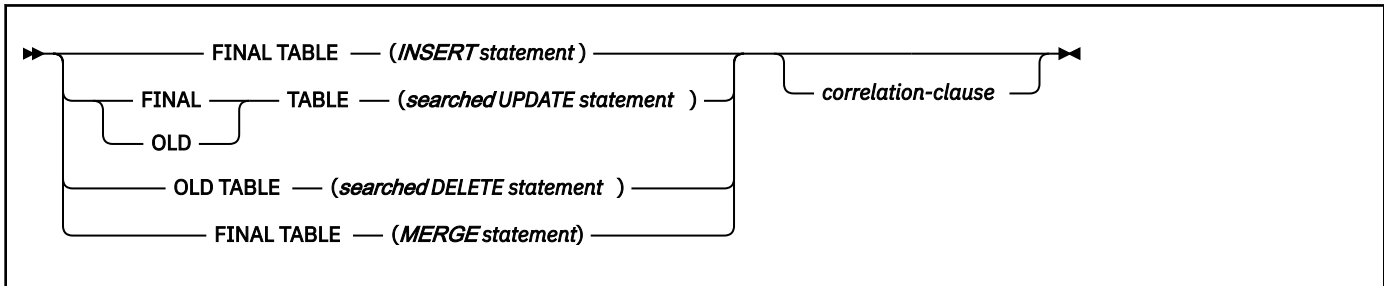 FINAL TABLE ( INSERT statement )
FINAL TABLE ( searched UPDATE statement )
correlation-clause
OLD
OLD TABLE ( searched DELETE statement )
FINAL TABLE ( MERGE statement )